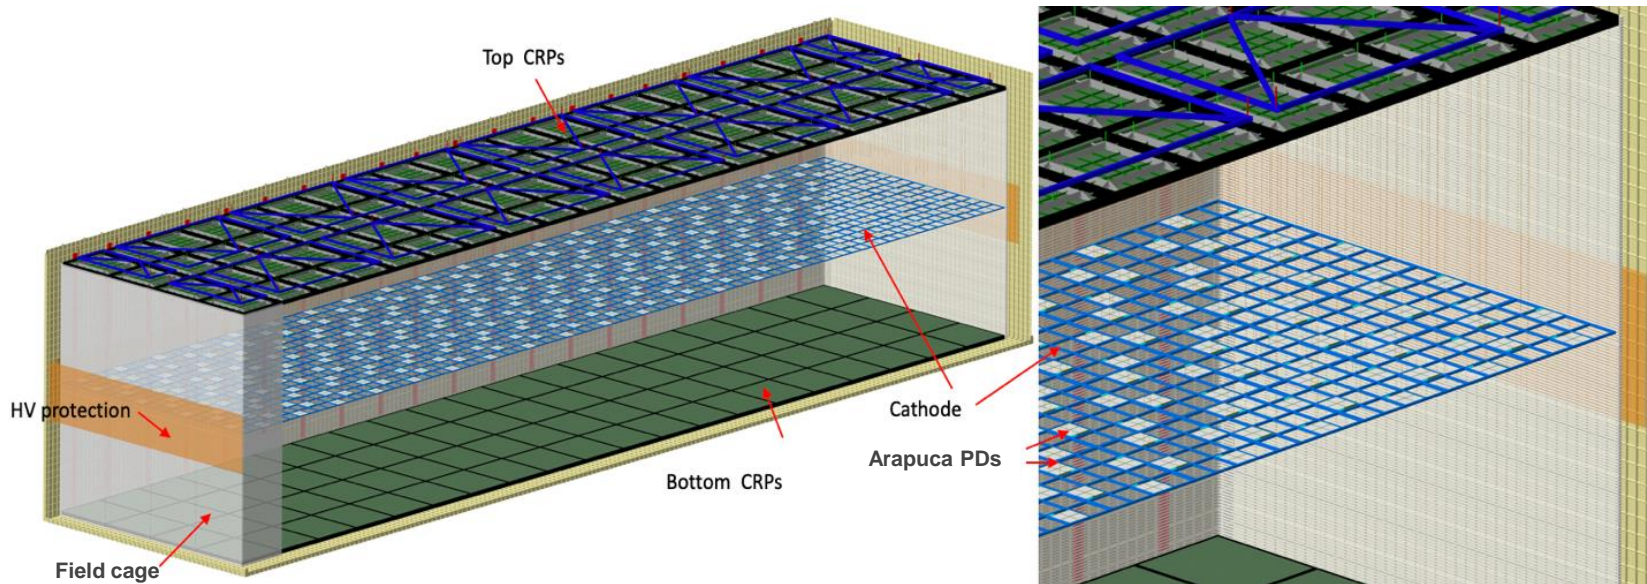 Top CRPs
HV protection
Cathode
Arapuca PDs
Bottom CRPs
Field cage